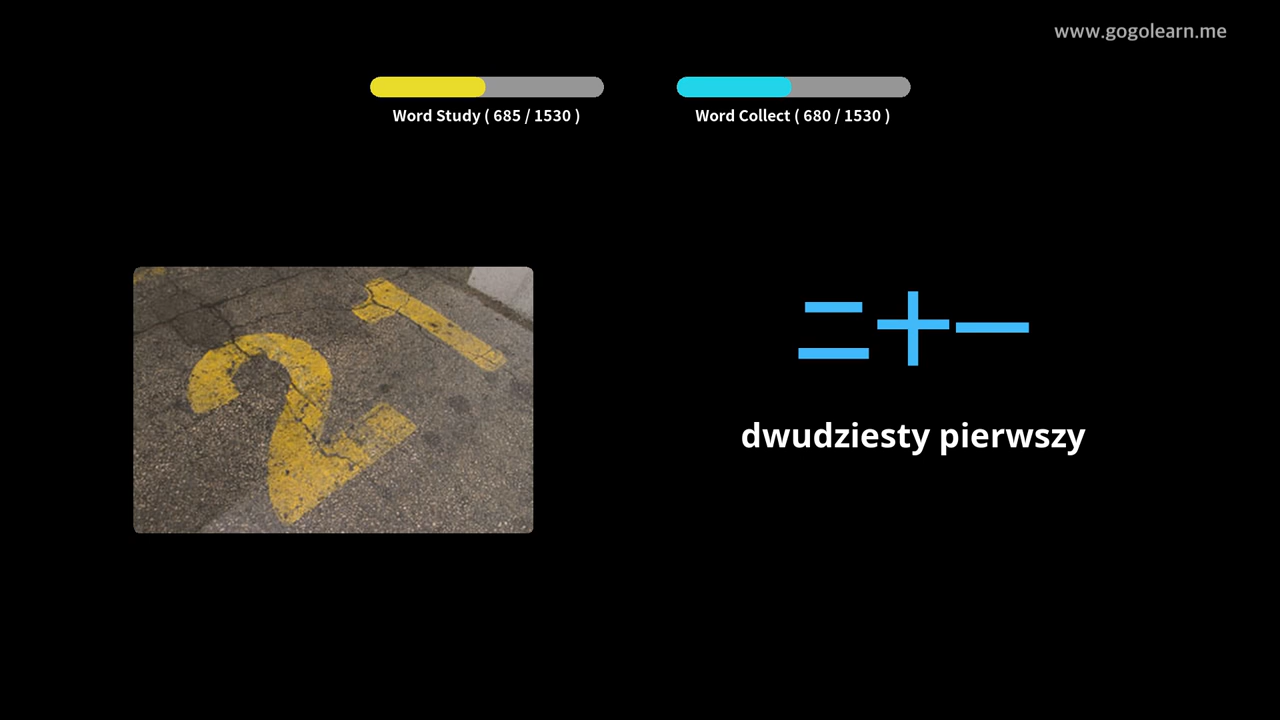 www.gogolearn.me
Word Study ( 685 / 1530 )
Word Collect ( 680 / 1530 )
21
二十一
dwudziesty pierwszy